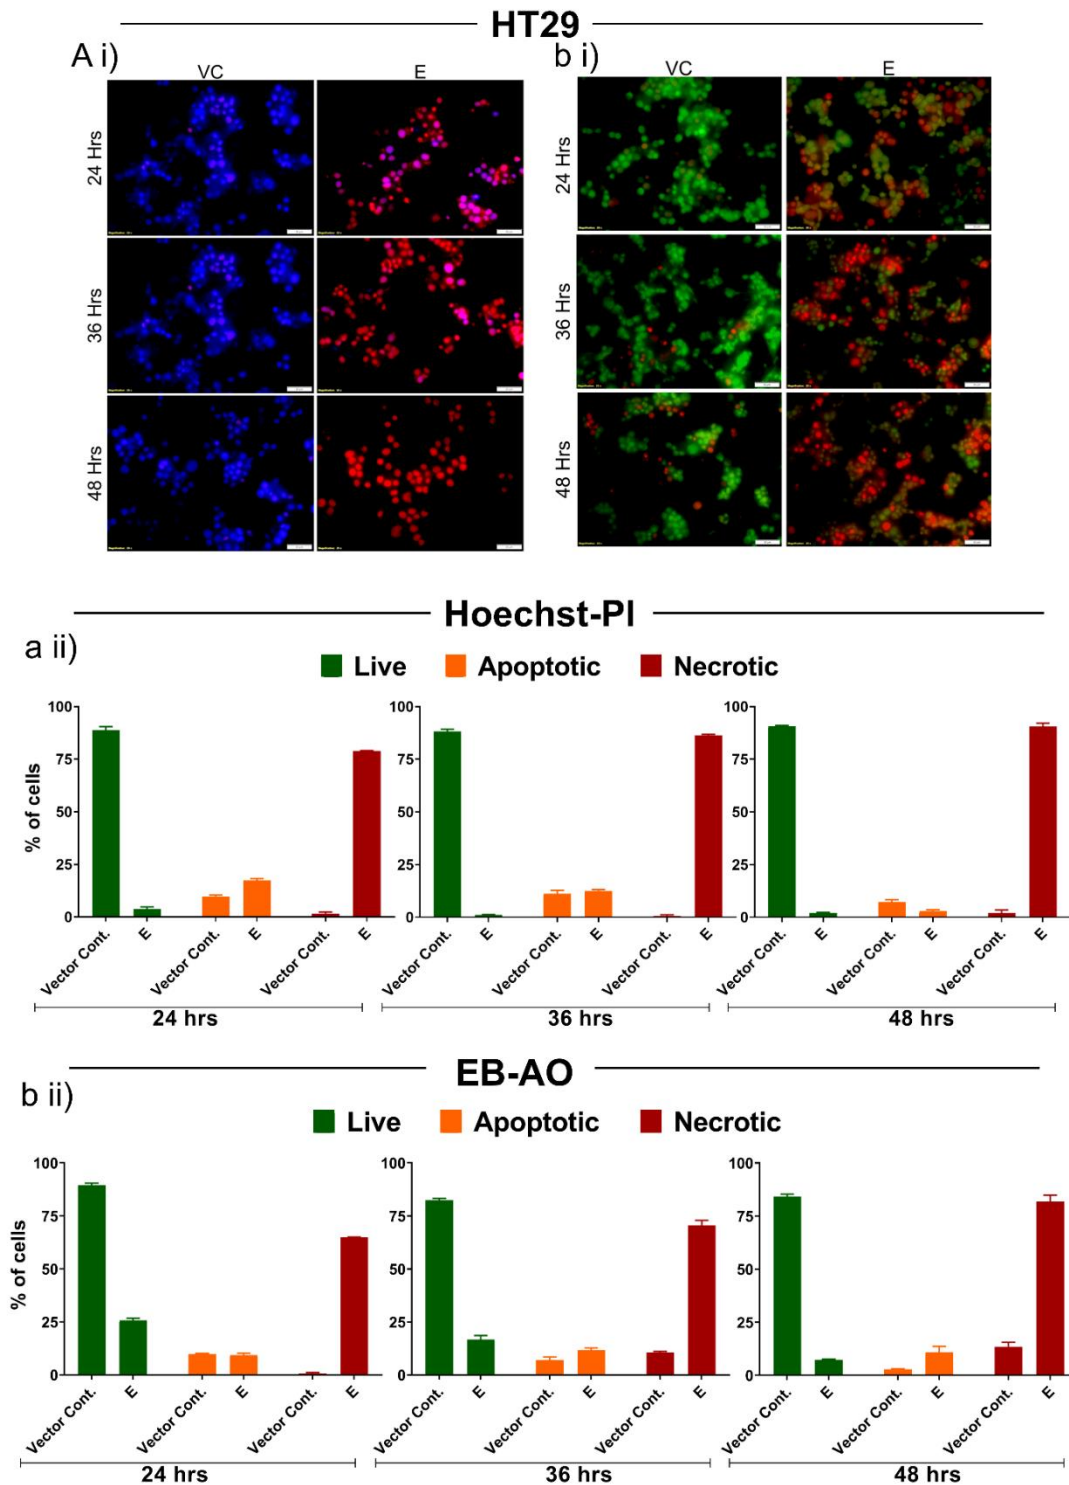 HT29
A i)
VC E
24 Hrs
36 Hrs
48 Hrs
b i)
VC E
24 Hrs
36 Hrs
48 Hrs
Hoechst-PI
a ii)
Live Apoptotic Necrotic
% of cells
100
75
50
25
0
Vector Cont. E Vector Cont. E Vector Cont. E
24 hrs
100
75
50
25
0
Vector Cont. E Vector Cont. E Vector Cont. E
36 hrs
100
75
50
25
0
Vector Cont. E Vector Cont. E Vector Cont. E
48 hrs
EB-AO
b ii)
Live Apoptotic Necrotic
% of cells
100
75
50
25
0
Vector Cont. E Vector Cont. E Vector Cont. E
24 hrs
100
75
50
25
0
Vector Cont. E Vector Cont. E Vector Cont. E
36 hrs
100
75
50
25
0
Vector Cont. E Vector Cont. E Vector Cont. E
48 hrs